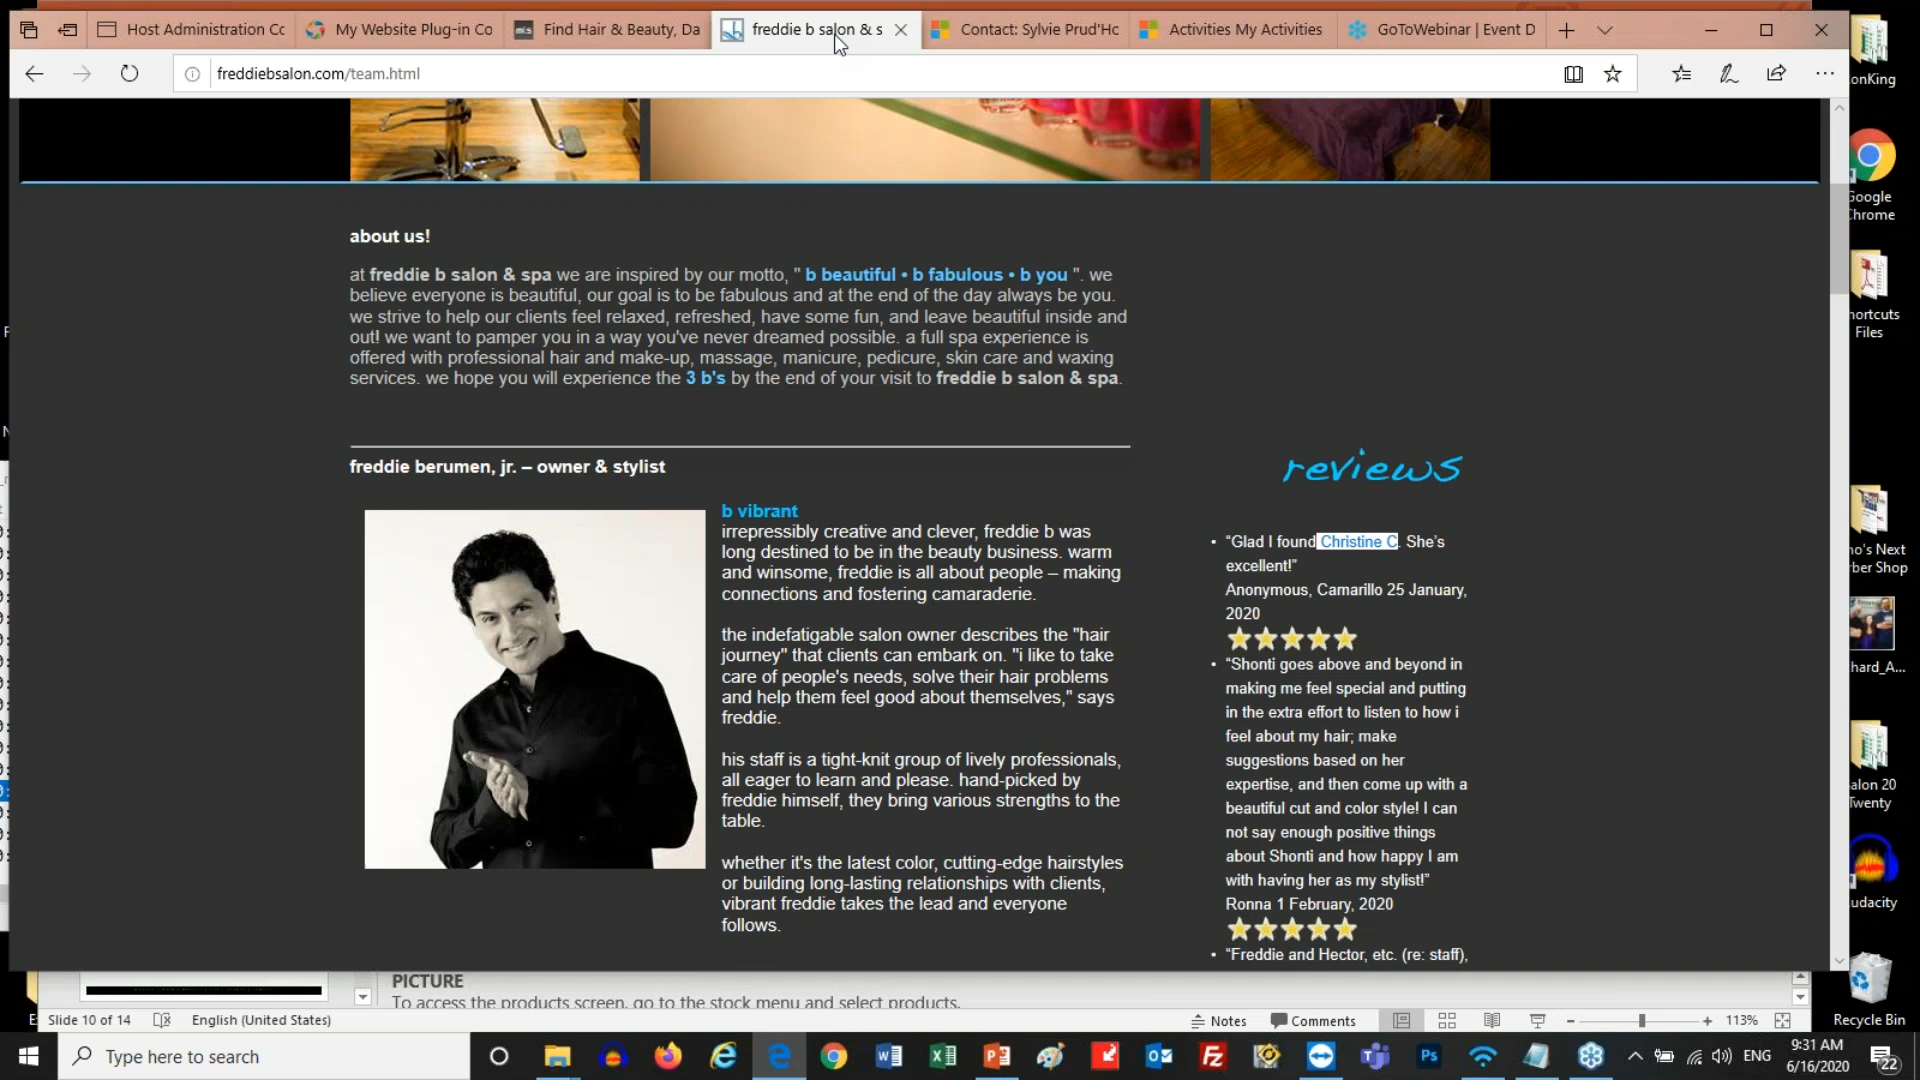 Host Administration Cc
My Website Plug-in Co
Find Hair & Beauty, Da
freddie b salon & s
Contact: Sylvie Prud'Hc
Activities My Activities
GoToWebinar | Event D
freddiebsalon.com/team.html
about us!
at freddie b salon & spa we are inspired by our motto, " b beautiful • b fabulous • b you ". we
believe everyone is beautiful, our goal is to be fabulous and at the end of the day always be you.
we strive to help our clients feel relaxed, refreshed, have some fun, and leave beautiful inside and
out! we want to pamper you in a way you've never dreamed possible. a full spa experience is
offered with professional hair and make-up, massage, manicure, pedicure, skin care and waxing
services. we hope you will experience the 3 b's by the end of your visit to freddie b salon & spa.
freddie berumen, jr. – owner & stylist
b vibrant
irrepressibly creative and clever, freddie b was
long destined to be in the beauty business. warm
and winsome, freddie is all about people – making
connections and fostering camaraderie.
the indefatigable salon owner describes the "hair
journey" that clients can embark on. "i like to take
care of people's needs, solve their hair problems
and help them feel good about themselves," says
freddie.
his staff is a tight-knit group of lively professionals,
all eager to learn and please. hand-picked by
freddie himself, they bring various strengths to the
table.
whether it's the latest color, cutting-edge hairstyles
or building long-lasting relationships with clients,
vibrant freddie takes the lead and everyone
follows.
reviews
• “Glad I found Christine C. She’s
excellent!”
Anonymous, Camarillo 25 January,
2020
• “Shonti goes above and beyond in
making me feel special and putting
in the extra effort to listen to how i
feel about my hair; make
suggestions based on her
expertise, and then come up with a
beautiful cut and color style! I can
not say enough positive things
about Shonti and how happy I am
with having her as my stylist!”
Ronna 1 February, 2020
• “Freddie and Hector, etc. (re: staff),
onKing
Google
Chrome
ortcuts
Files
no's Next
rber Shop
hard_A...
alon 20
Twenty
udacity
Recycle Bin
PICTURE
To access the products screen, go to the stock menu and select products.
Slide 10 of 14
English (United States)
Notes
Comments
113%
Type here to search
ENG
9:31 AM
6/16/2020
22